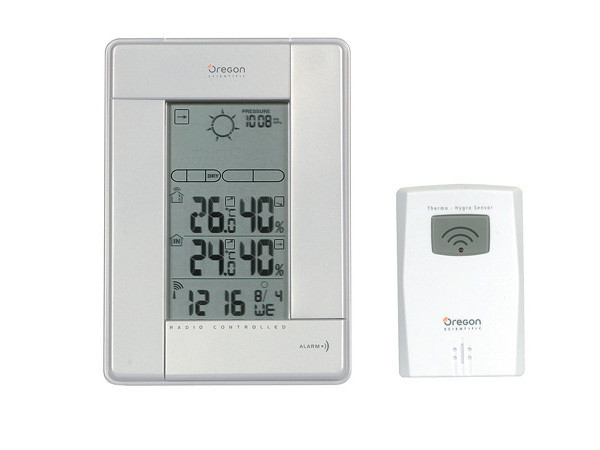 Oregon
SCIENTIFIC
PRESSURE
1008
DRY
26.0°C 40%
IN
24.0°C 40%
12 16 8/4
WE
RADIO CONTROLLED
ALARM
Thermo - Hygro Sensor
Oregon
SCIENTIFIC